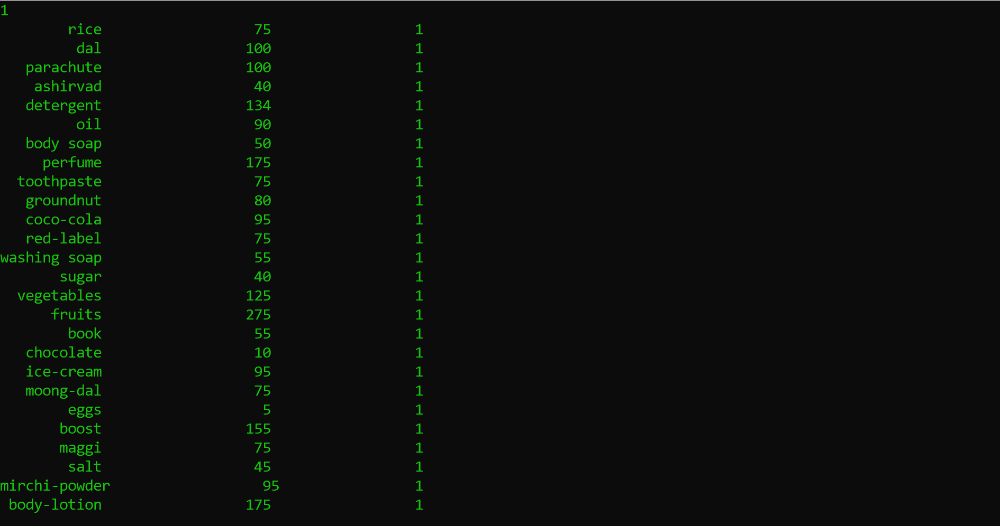 1
rice 75 1
dal 100 1
parachute 100 1
ashirvad 40 1
detergent 134 1
oil 90 1
body soap 50 1
perfume 175 1
toothpaste 75 1
groundnut 80 1
coco-cola 95 1
red-label 75 1
washing soap 55 1
sugar 40 1
vegetables 125 1
fruits 275 1
book 55 1
chocolate 10 1
ice-cream 95 1
moong-dal 75 1
eggs 5 1
boost 155 1
maggi 75 1
salt 45 1
mirchi-powder 95 1
body-lotion 175 1